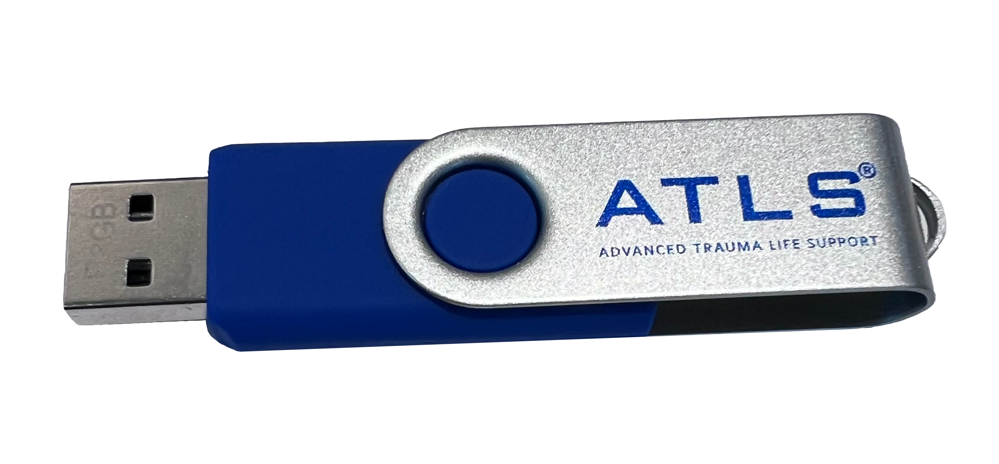 ATLS®
ADVANCED TRAUMA LIFE SUPPORT